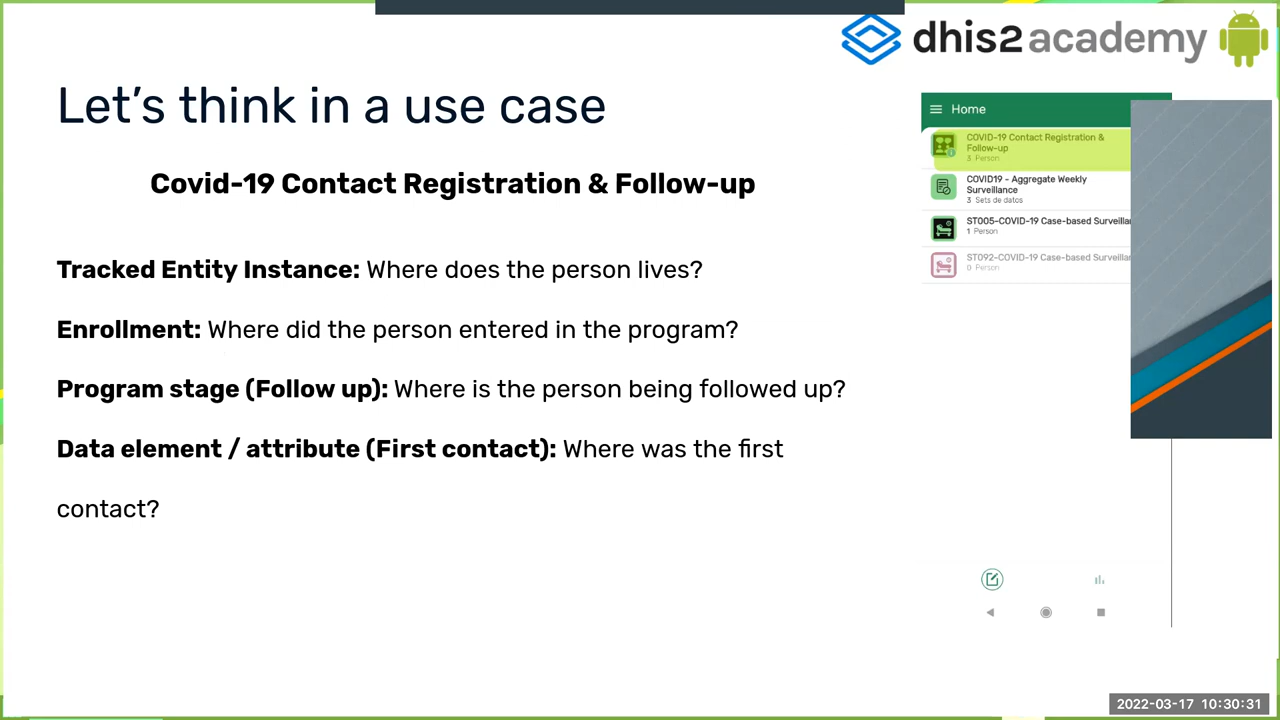 dhis2 academy
Let's think in a use case
Covid-19 Contact Registration & Follow-up
Tracked Entity Instance: Where does the person lives?
Enrollment: Where did the person entered in the program?
Program stage (Follow up): Where is the person being followed up?
Data element / attribute (First contact): Where was the first
contact?
Home
COVID-19 Contact Registration &
Follow-up
3 Person
COVID19 - Aggregate Weekly
Surveillance
3 Sets de datos
ST005-COVID-19 Case-based
1 Person
ST092-COVID-19 Case-based
0 Person
2022-03-17 10:30:31